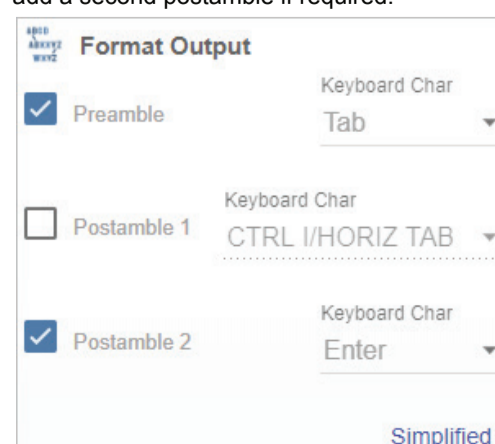 add a second postamble if required.
Format Output
Keyboard Char
Preamble
Tab
Keyboard Char
Postamble 1
CTRL I/HORIZ TAB
Keyboard Char
Postamble 2
Enter
Simplified